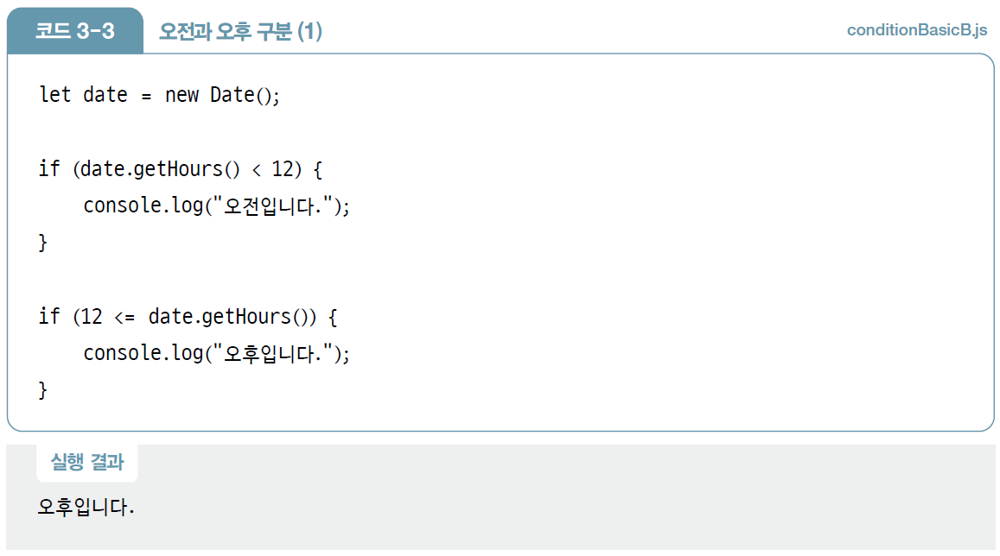 코드 3-3 오전과 오후 구분 (1) conditionBasicB.js
let date = new Date();
if (date.getHours() < 12) {
    console.log("오전입니다.");
}
if (12 <= date.getHours()) {
    console.log("오후입니다.");
}
실행 결과
오후입니다.